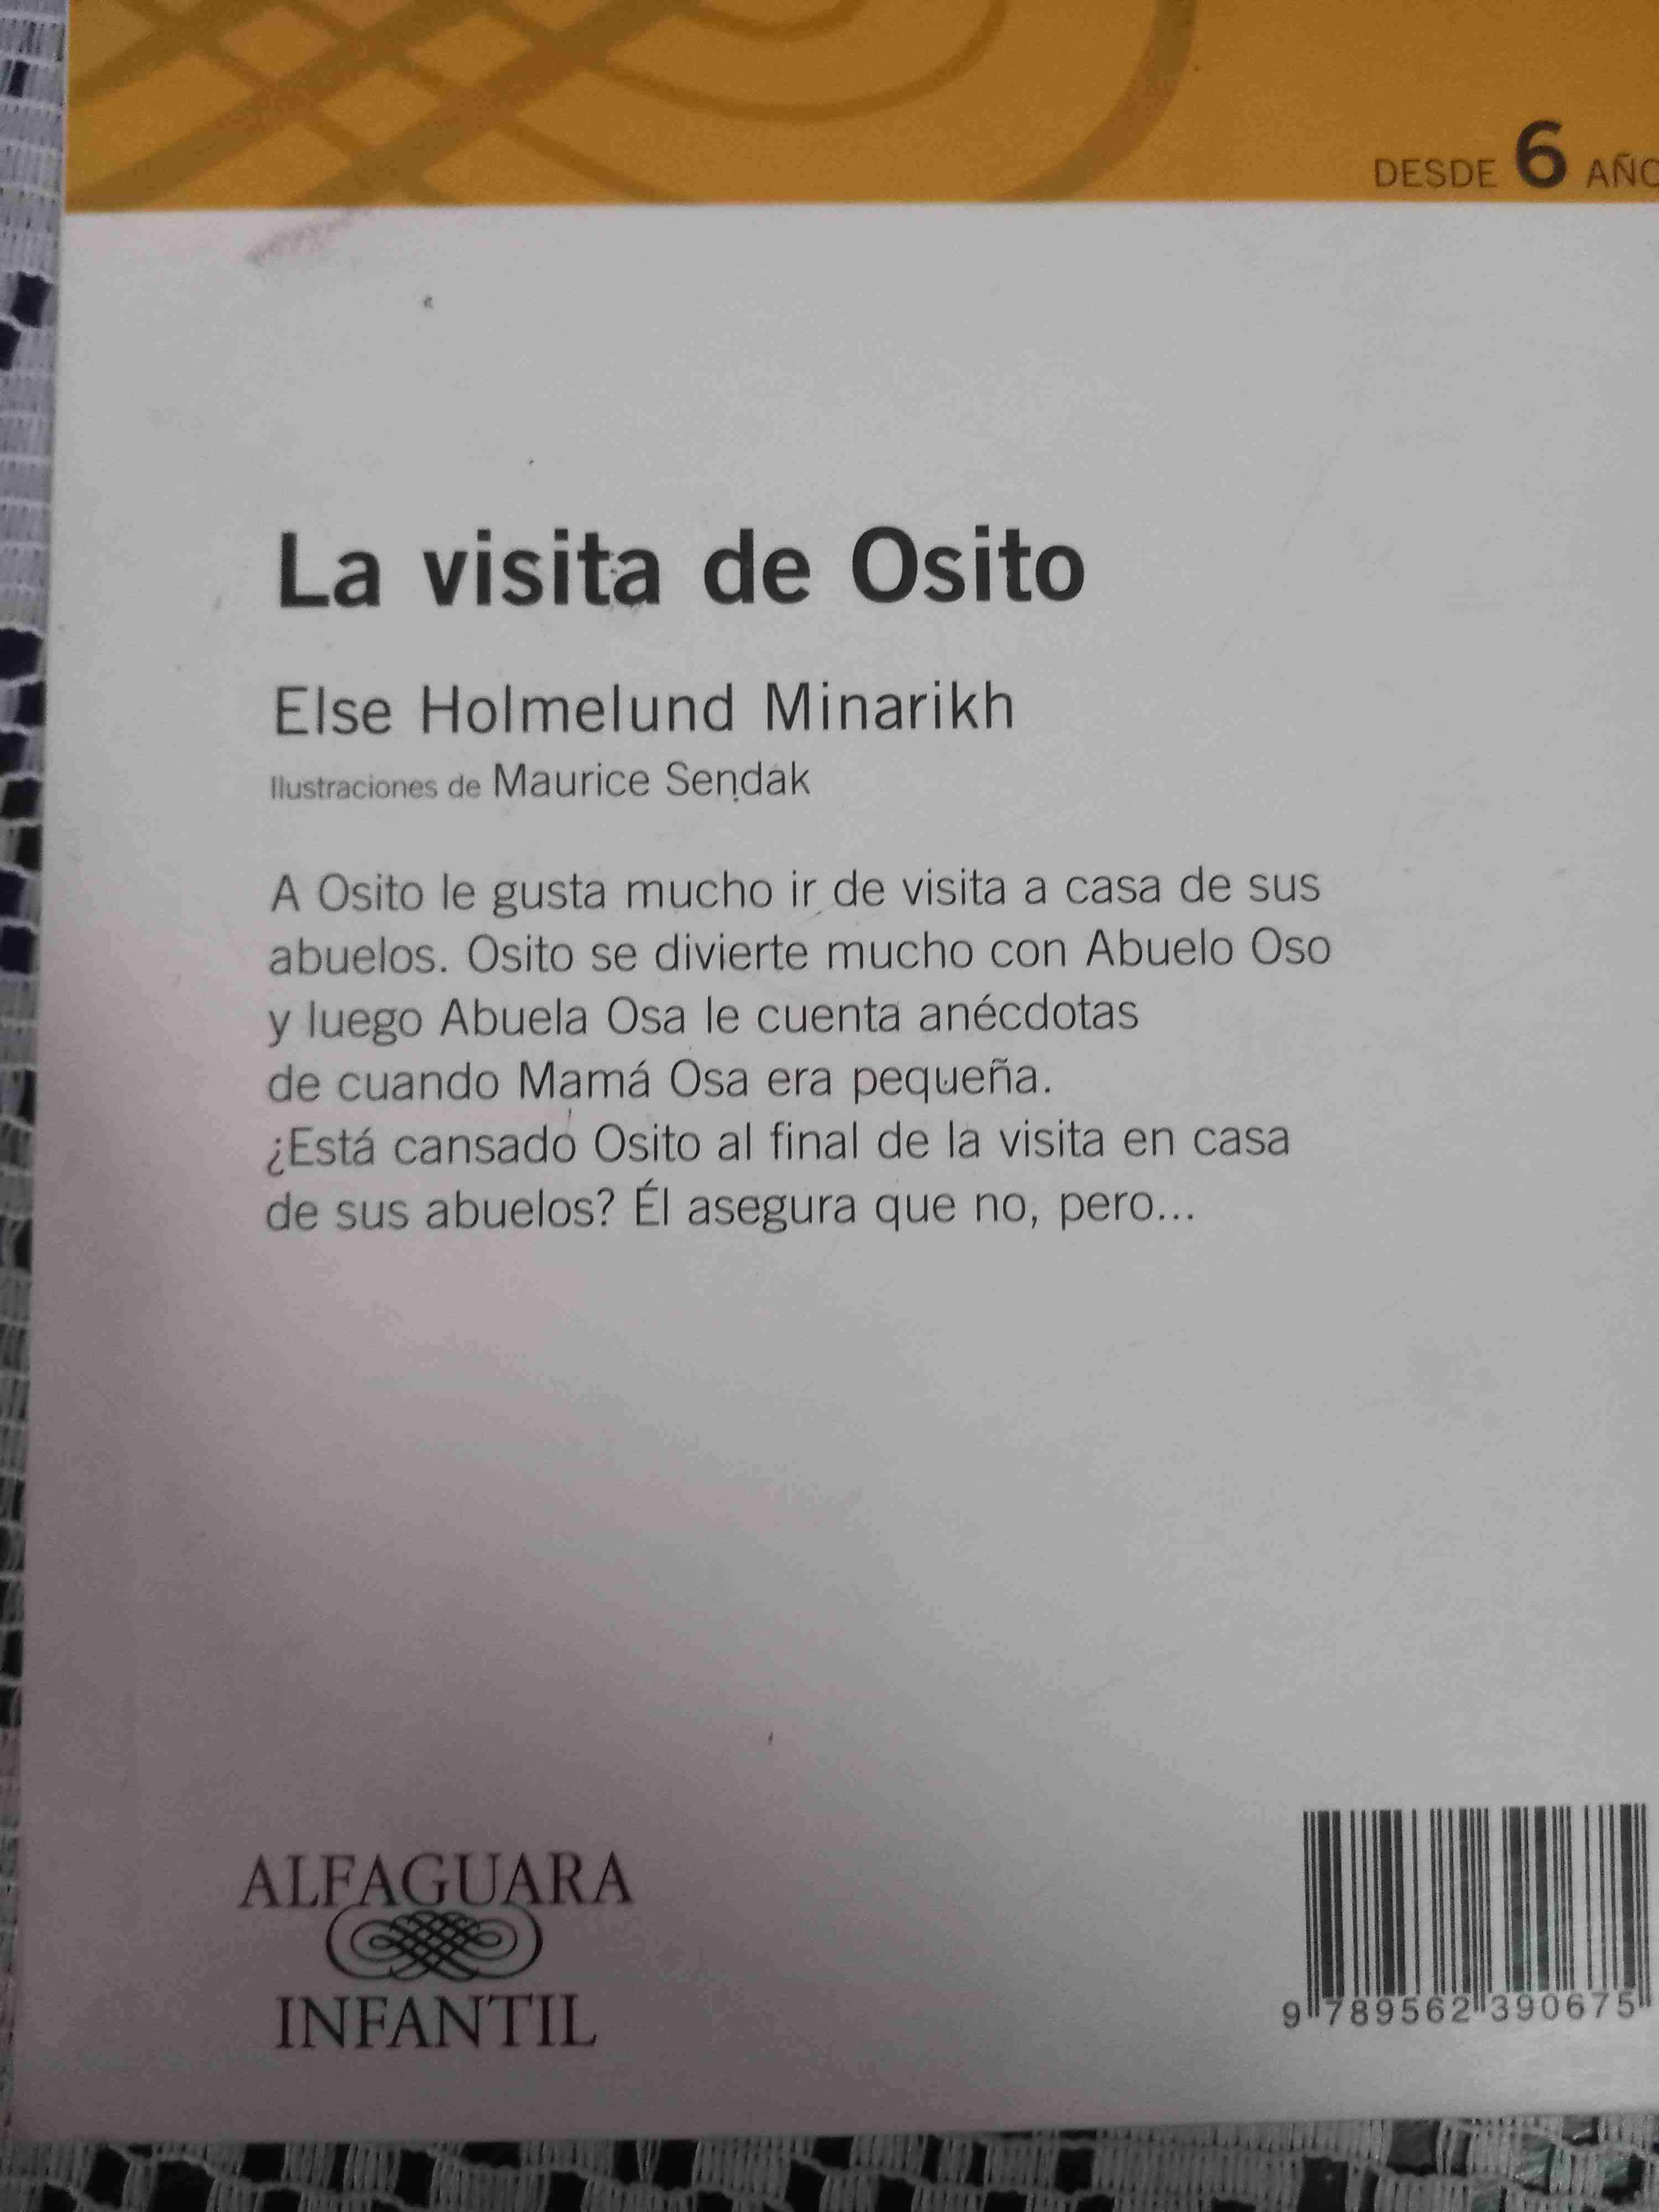 DESDE 6 AÑO
La visita de Osito
Else Holmelund Minarikh
Ilustraciones de Maurice Sendak
A Osito le gusta mucho ir de visita a casa de sus
abuelos. Osito se divierte mucho con Abuelo Oso
y luego Abuela Osa le cuenta anécdotas
de cuando Mamá Osa era pequeña.
¿Está cansado Osito al final de la visita en casa
de sus abuelos? Él asegura que no, pero...
ALFAGUARA
INFANTIL
9 789562 390675